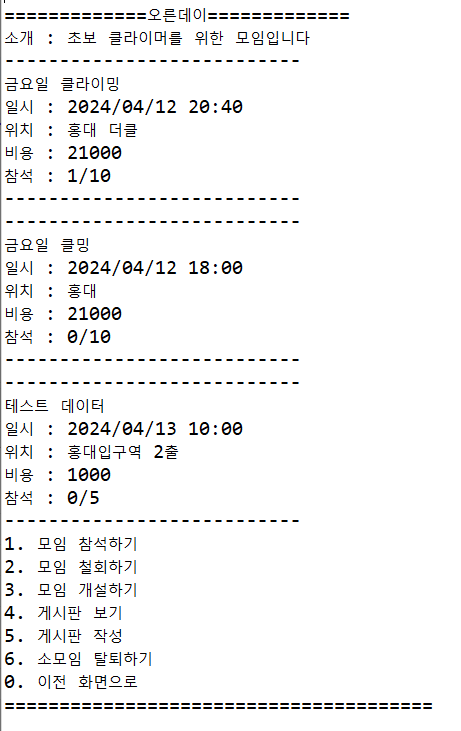 =============오른데이=============
소개 : 초보 클라이머를 위한 모임입니다
---------------------------
금요일 클라이밍
일시 : 2024/04/12 20:40
위치 : 홍대 더클
비용 : 21000
참석 : 1/10
---------------------------
---------------------------
금요일 클밍
일시 : 2024/04/12 18:00
위치 : 홍대
비용 : 21000
참석 : 0/10
---------------------------
---------------------------
테스트 데이터
일시 : 2024/04/13 10:00
위치 : 홍대입구역 2출
비용 : 1000
참석 : 0/5
---------------------------
1. 모임 참석하기
2. 모임 철회하기
3. 모임 개설하기
4. 게시판 보기
5. 게시판 작성
6. 소모임 탈퇴하기
0. 이전 화면으로
=======================================